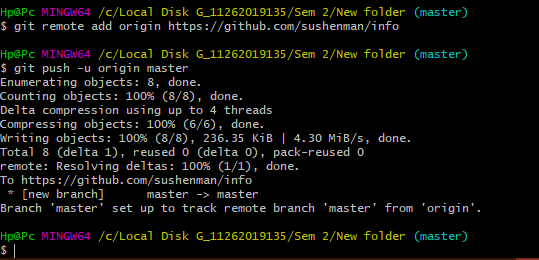 Hp@Pc MINGW64 /c/Local Disk G_11262019135/Sem 2/New folder (master)
$ git remote add origin https://github.com/sushenman/info
Hp@Pc MINGW64 /c/Local Disk G_11262019135/Sem 2/New folder (master)
$ git push -u origin master
Enumerating objects: 8, done.
Counting objects: 100% (8/8), done.
Delta compression using up to 4 threads
Compressing objects: 100% (6/6), done.
Writing objects: 100% (8/8), 236.35 KiB | 4.30 MiB/s, done.
Total 8 (delta 1), reused 0 (delta 0), pack-reused 0
remote: Resolving deltas: 100% (1/1), done.
To https://github.com/sushenman/info
 * [new branch]      master -> master
Branch 'master' set up to track remote branch 'master' from 'origin'.
Hp@Pc MINGW64 /c/Local Disk G_11262019135/Sem 2/New folder (master)
$